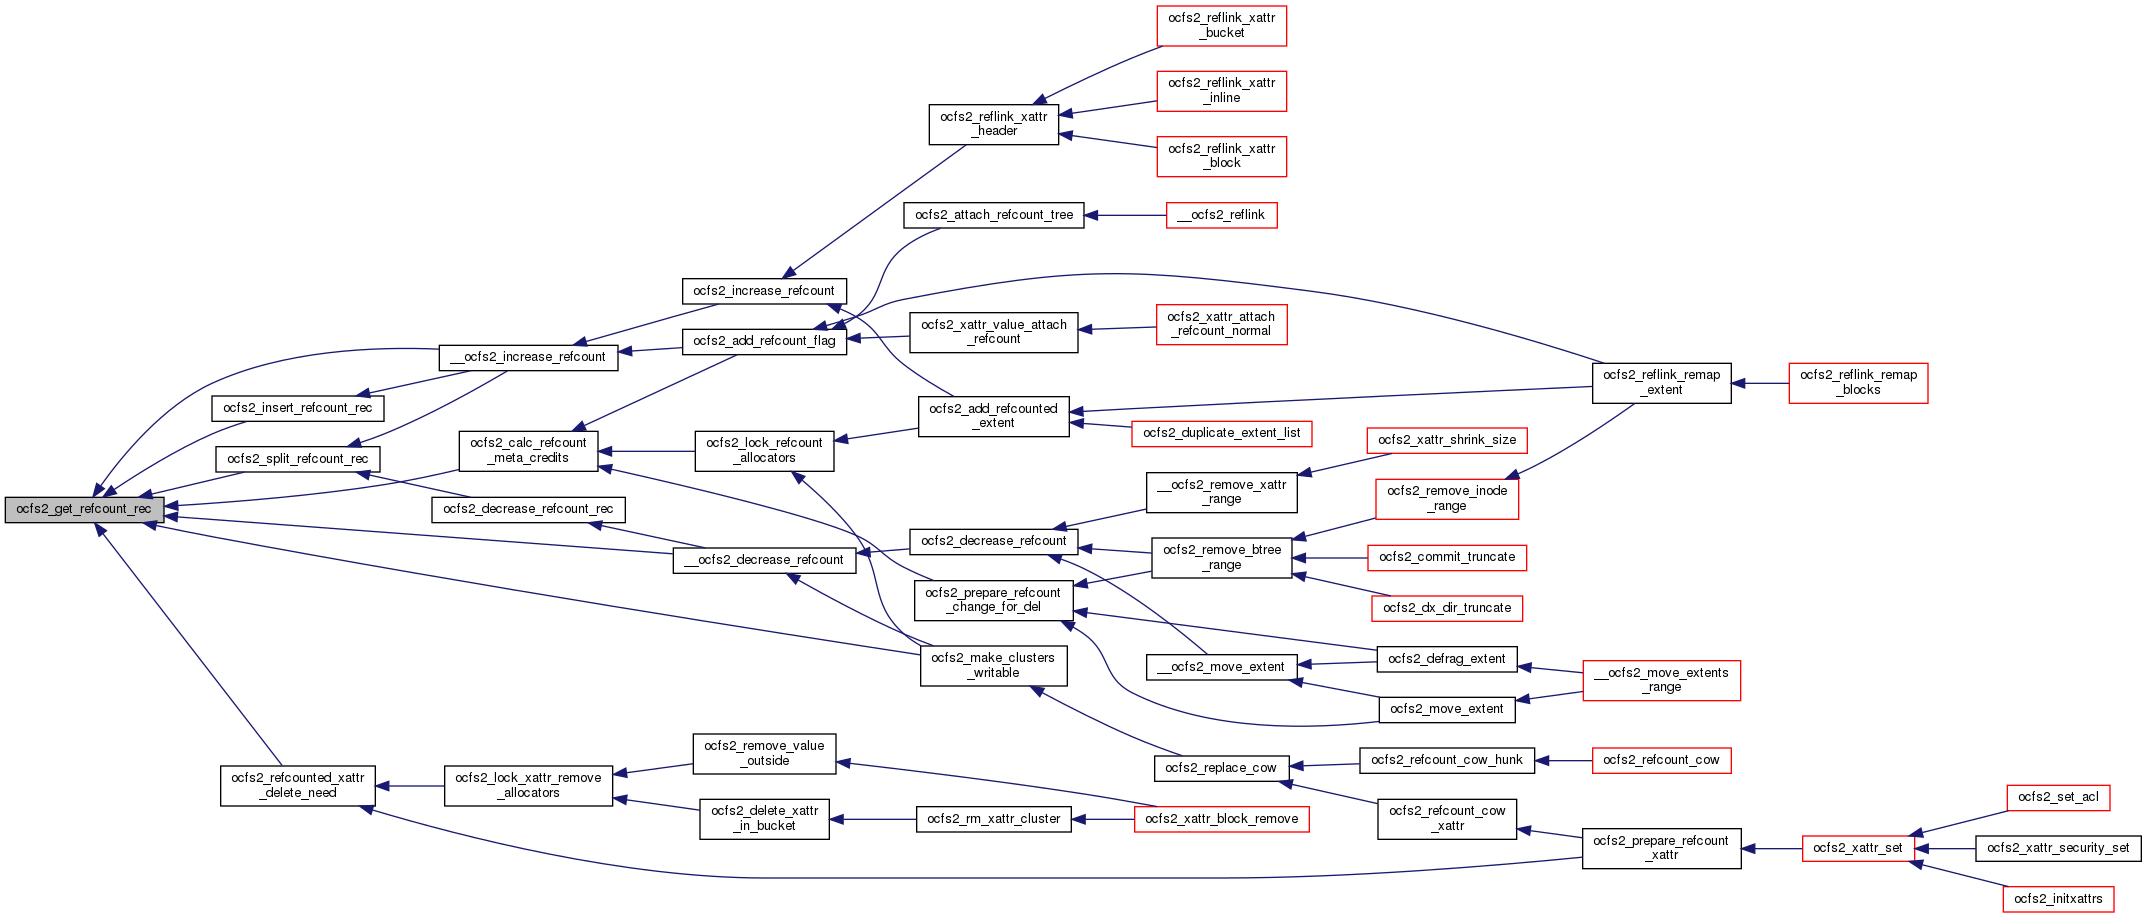 ocfs2_reflink_xattr
_bucket
ocfs2_reflink_xattr
_inline
ocfs2_reflink_xattr
_header
ocfs2_reflink_xattr
_block
ocfs2_attach_refcount_tree
__ocfs2_reflink
ocfs2_increase_refcount
ocfs2_xattr_value_attach
_refcount
ocfs2_xattr_attach
_refcount_normal
ocfs2_add_refcount_flag
__ocfs2_increase_refcount
ocfs2_reflink_remap
_extent
ocfs2_reflink_remap
_blocks
ocfs2_insert_refcount_rec
ocfs2_add_refcounted
_extent
ocfs2_duplicate_extent_list
ocfs2_calc_refcount
_meta_credits
ocfs2_lock_refcount
_allocators
ocfs2_xattr_shrink_size
ocfs2_split_refcount_rec
__ocfs2_remove_xattr
_range
ocfs2_remove_inode
_range
ocfs2_get_refcount_rec
ocfs2_decrease_refcount_rec
ocfs2_decrease_refcount
ocfs2_remove_btree
_range
ocfs2_commit_truncate
__ocfs2_decrease_refcount
ocfs2_prepare_refcount
_change_for_del
ocfs2_dx_dir_truncate
ocfs2_make_clusters
_writable
__ocfs2_move_extent
ocfs2_defrag_extent
__ocfs2_move_extents
_range
ocfs2_move_extent
ocfs2_remove_value
_outside
ocfs2_replace_cow
ocfs2_refcount_cow_hunk
ocfs2_refcount_cow
ocfs2_refcounted_xattr
_delete_need
ocfs2_lock_xattr_remove
_allocators
ocfs2_delete_xattr
_in_bucket
ocfs2_rm_xattr_cluster
ocfs2_xattr_block_remove
ocfs2_refcount_cow
_xattr
ocfs2_set_acl
ocfs2_prepare_refcount
_xattr
ocfs2_xattr_set
ocfs2_xattr_security_set
ocfs2_initxattrs